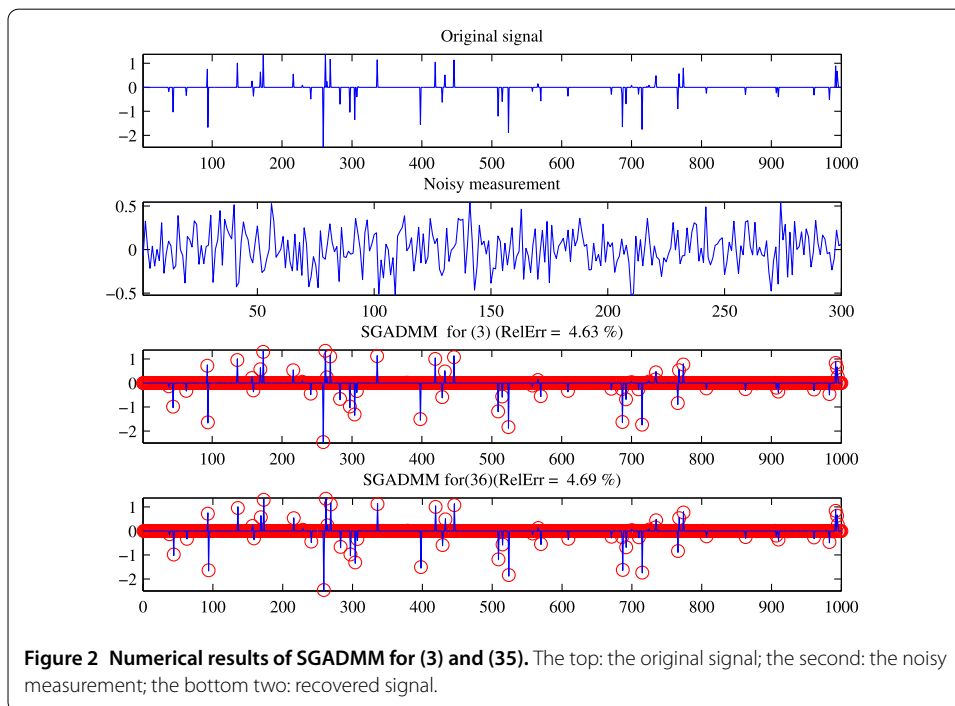 Original signal
1
0
−1
−2
100 200 300 400 500 600 700 800 900 1000
Noisy measurement
0.5
0
−0.5
50 100 150 200 250 300
SGADMM for (3) (RelErr = 4.63 %)
1
0
−1
−2
100 200 300 400 500 600 700 800 900 1000
SGADMM for(36)(RelErr = 4.69 %)
1
0
−1
−2
0 100 200 300 400 500 600 700 800 900 1000
Figure 2 Numerical results of SGADMM for (3) and (35). The top: the original signal; the second: the noisy
measurement; the bottom two: recovered signal.